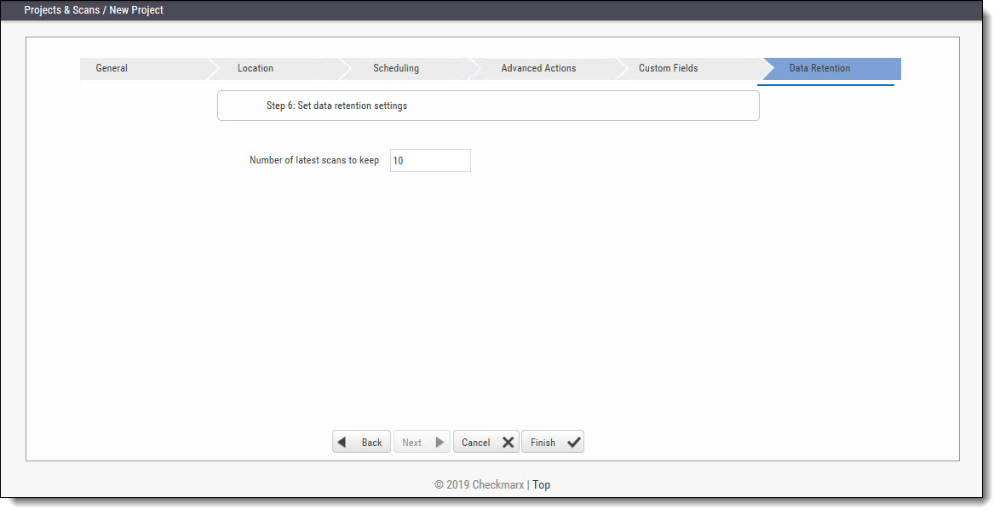 Projects & Scans / New Project
General Location Scheduling Advanced Actions Custom Fields Data Retention
Step 6: Set data retention settings
Number of latest scans to keep 10
Back Next Cancel Finish
© 2019 Checkmarx | Top